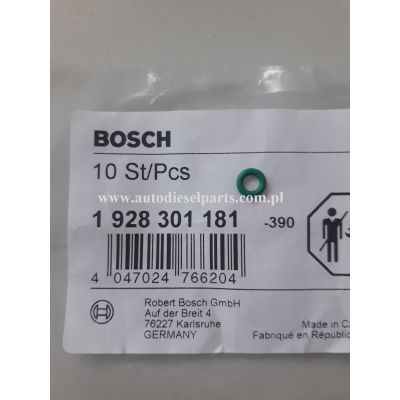 BOSCH
10 St/Pcs
www.autodieselparts.com.pl
1 928 301 181 -390
4 047024 766204
Robert Bosch GmbH
Auf der Breit 4
76227 Karlsruhe
GERMANY
Made in
Fabriqué en